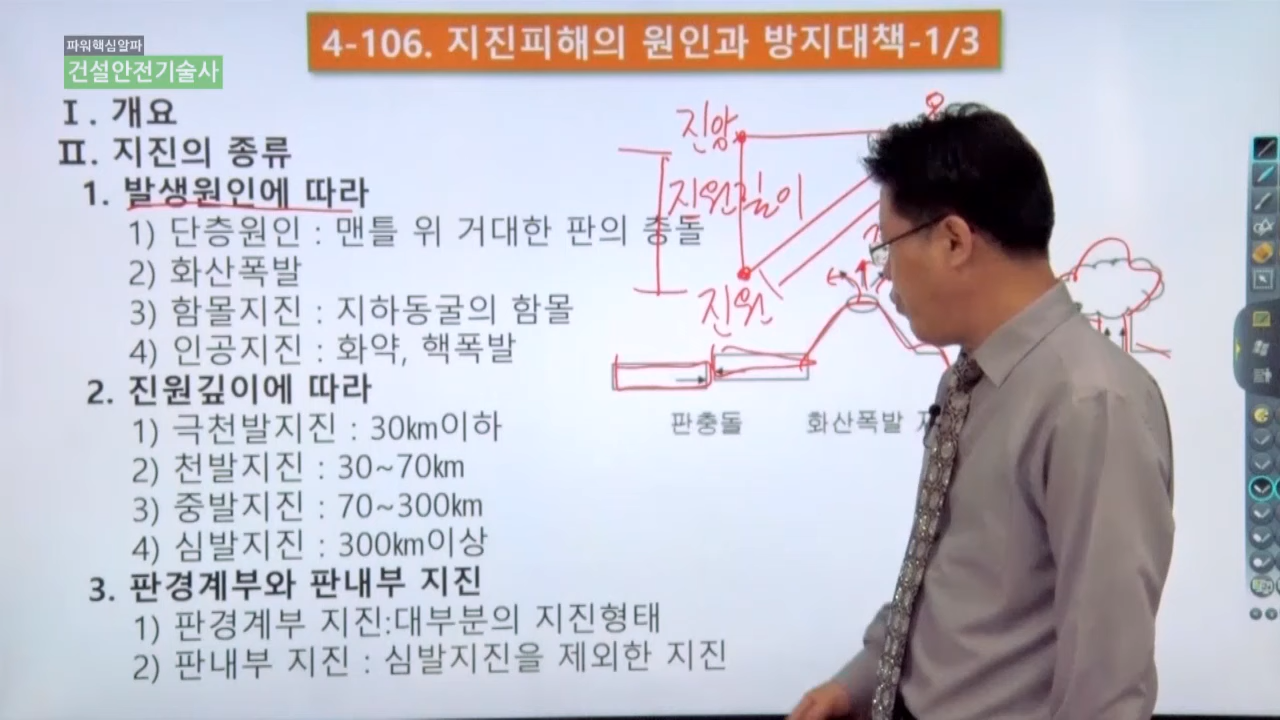 4-106. 지진피해의 원인과 방지대책-1/3
파워핵심알파
건설안전기술사
Ⅰ. 개요
Ⅱ. 지진의 종류
1. 발생원인에 따라
1) 단층원인 : 맨틀 위 거대한 판의 충돌
2) 화산폭발
3) 함몰지진 : 지하동굴의 함몰
4) 인공지진 : 화약, 핵폭발
2. 진원깊이에 따라
1) 극천발지진 : 30㎞이하
2) 천발지진 : 30~70㎞
3) 중발지진 : 70~300㎞
4) 심발지진 : 300㎞이상
3. 판경계부와 판내부 지진
1) 판경계부 지진:대부분의 지진형태
2) 판내부 지진 : 심발지진을 제외한 지진
진앙
진원깊이
진원
판충돌
화산폭발